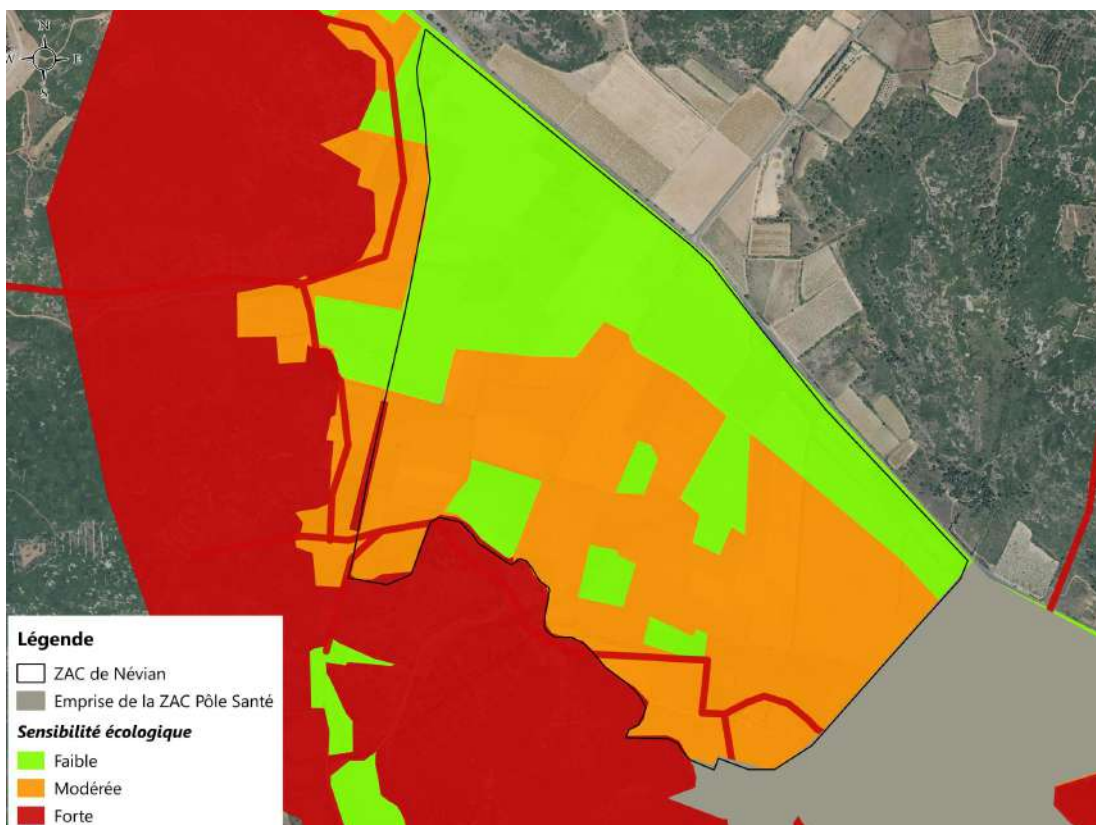 N
W
E
S
Légende
ZAC de Névian
Emprise de la ZAC Pôle Santé
Sensibilité écologique
Faible
Modérée
Forte